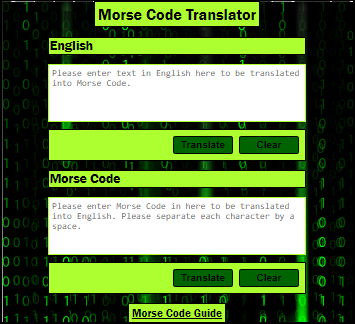 Morse Code Translator
English
Please enter text in English here to be translated
into Morse Code.
Translate Clear
Morse Code
Please enter Morse Code in here to be translated
into English. Please separate each character by a
space.
Translate Clear
Morse Code Guide